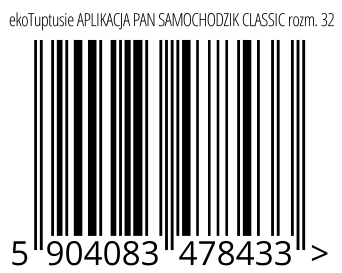 ekoTuptusie APLIKACJA PAN SAMOCHODZIK CLASSIC rozm. 32
5 904083 478433 >